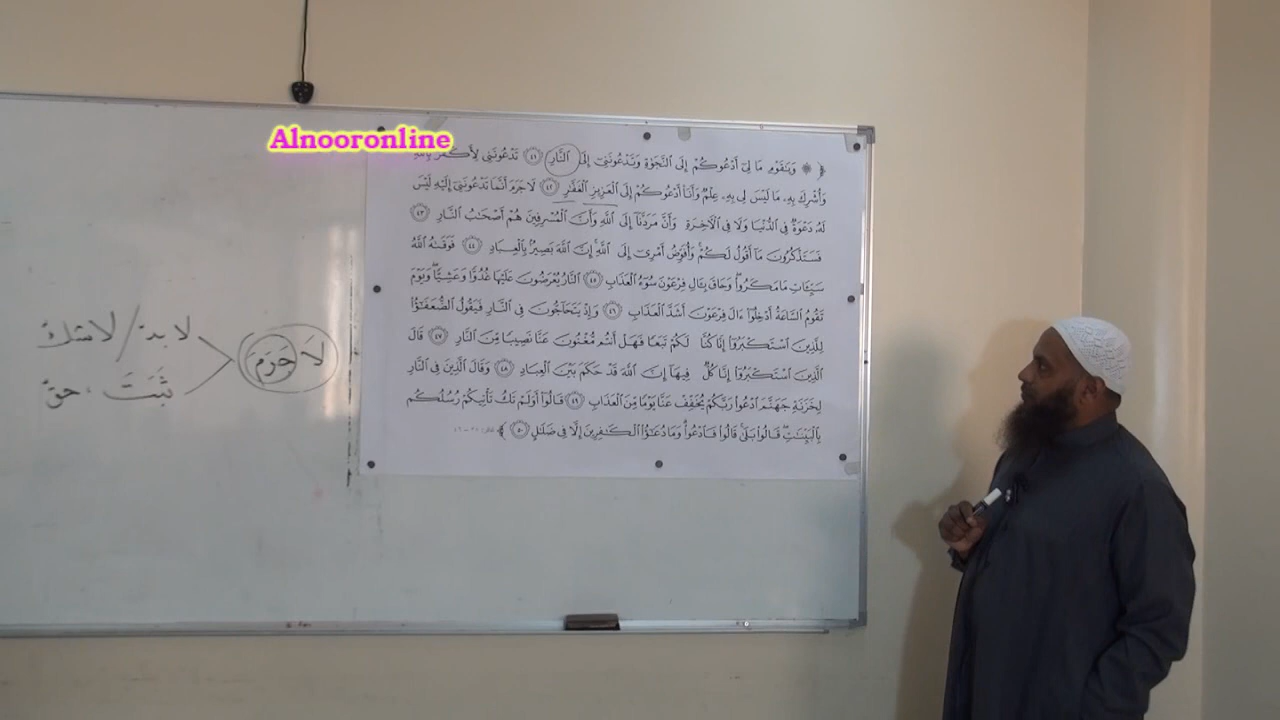 Alnooronline
﴿ ۞ وَيَٰقَوْمِ مَا لِىٓ أَدْعُوكُمْ إِلَى ٱلنَّجَوٰةِ وَتَدْعُونَنِىٓ إِلَى ٱلنَّارِ ٤١ تَدْعُونَنِى لِأَكْفُرَ بِٱللَّهِ
وَأُشْرِكَ بِهِۦ مَا لَيْسَ لِى بِهِۦ عِلْمٌ وَأَنَا۠ أَدْعُوكُمْ إِلَى ٱلْعَزِيزِ ٱلْغَفَّٰرِ ٤٢ لَا جَرَمَ أَنَّمَا تَدْعُونَنِىٓ إِلَيْهِ لَيْسَ
لَهُۥ دَعْوَةٌ فِى ٱلدُّنْيَا وَلَا فِى ٱلْءَاخِرَةِ وَأَنَّ مَرَدَّنَآ إِلَى ٱللَّهِ وَأَنَّ ٱلْمُسْرِفِينَ هُمْ أَصْحَٰبُ ٱلنَّارِ ٤٣
فَسَتَذْكُرُونَ مَآ أَقُولُ لَكُمْ ۚ وَأُفَوِّضُ أَمْرِىٓ إِلَى ٱللَّهِ ۚ إِنَّ ٱللَّهَ بَصِيرٌۢ بِٱلْعِبَادِ ٤٤ فَوَقَىٰهُ ٱللَّهُ
سَيِّـَٔاتِ مَا مَكَرُوا۟ ۖ وَحَاقَ بِـَٔالِ فِرْعَوْنَ سُوٓءُ ٱلْعَذَابِ ٤٥ ٱلنَّارُ يُعْرَضُونَ عَلَيْهَا غُدُوًّا وَعَشِيًّا ۖ وَيَوْمَ
تَقُومُ ٱلسَّاعَةُ أَدْخِلُوٓا۟ ءَالَ فِرْعَوْنَ أَشَدَّ ٱلْعَذَابِ ٤٦ وَإِذْ يَتَحَآجُّونَ فِى ٱلنَّارِ فَيَقُولُ ٱلضُّعَفَٰٓؤُا۟
لِلَّذِينَ ٱسْتَكْبَرُوٓا۟ إِنَّا كُنَّا لَكُمْ تَبَعًا فَهَلْ أَنتُم مُّغْنُونَ عَنَّا نَصِيبًا مِّنَ ٱلنَّارِ ٤٧ قَالَ
ٱلَّذِينَ ٱسْتَكْبَرُوٓا۟ إِنَّا كُلٌّ فِيهَآ إِنَّ ٱللَّهَ قَدْ حَكَمَ بَيْنَ ٱلْعِبَادِ ٤٨ وَقَالَ ٱلَّذِينَ فِى ٱلنَّارِ
لِخَزَنَةِ جَهَنَّمَ ٱدْعُوا۟ رَبَّكُمْ يُخَفِّفْ عَنَّا يَوْمًا مِّنَ ٱلْعَذَابِ ٤٩ قَالُوٓا۟ أَوَلَمْ تَكُ تَأْتِيكُمْ رُسُلُكُم
بِٱلْبَيِّنَٰتِ ۖ قَالُوا۟ بَلَىٰ ۚ قَالُوا۟ فَٱدْعُوا۟ ۗ وَمَا دُعَٰٓؤُا۟ ٱلْكَٰفِرِينَ إِلَّا فِى ضَلَٰلٍ ٥٠ ﴾
لَا جَرَمَ
لا بدّ / لا شكّ
ثَبَتَ ، حقّ